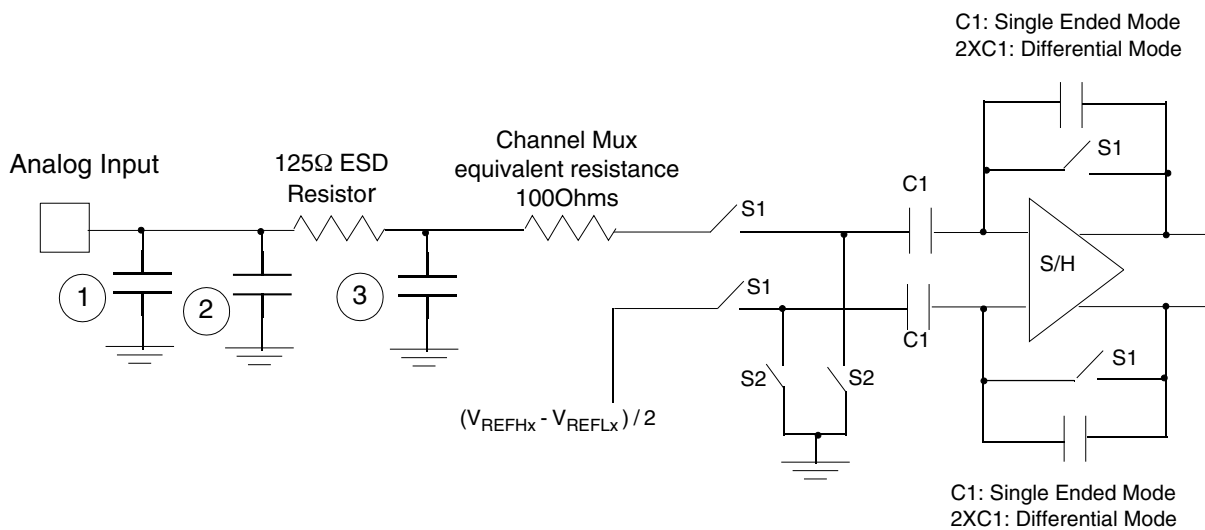 C1: Single Ended Mode
2XC1: Differential Mode
Analog Input
125Ω ESD
Resistor
Channel Mux
equivalent resistance
100Ohms
S1
C1
S1
S/H
1
2
3
S1
C1
S2
S2
S1
(VREFHx - VREFLx) / 2
C1: Single Ended Mode
2XC1: Differential Mode